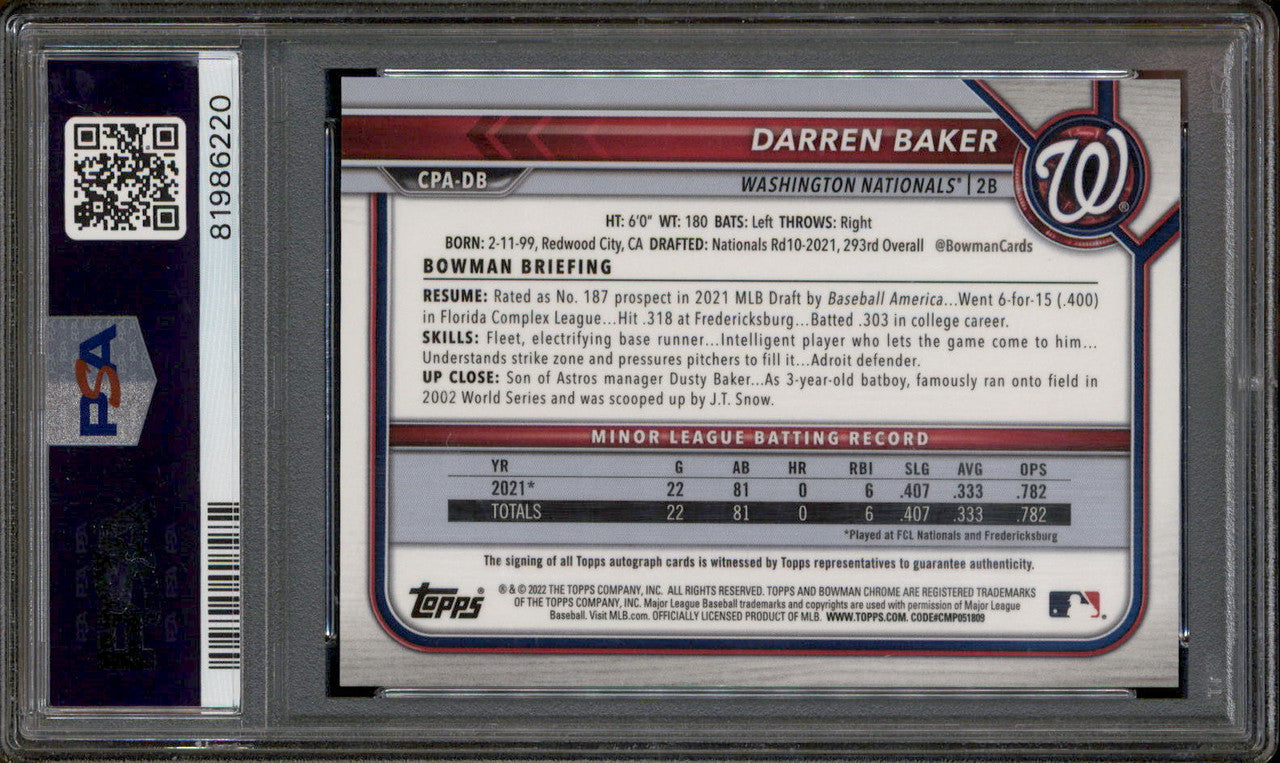 81986220
PSA
DARREN BAKER
CPA-DB
WASHINGTON NATIONALS® | 2B
W®
HT: 6'0" WT: 180 BATS: Left THROWS: Right
BORN: 2-11-99, Redwood City, CA DRAFTED: Nationals Rd10-2021, 293rd Overall @BowmanCards
BOWMAN BRIEFING
RESUME: Rated as No. 187 prospect in 2021 MLB Draft by Baseball America...Went 6-for-15 (.400)
in Florida Complex League...Hit .318 at Fredericksburg...Batted .303 in college career.
SKILLS: Fleet, electrifying base runner...Intelligent player who lets the game come to him...
Understands strike zone and pressures pitchers to fill it...Adroit defender.
UP CLOSE: Son of Astros manager Dusty Baker...As 3-year-old batboy, famously ran onto field in
2002 World Series and was scooped up by J.T. Snow.
MINOR LEAGUE BATTING RECORD
YR G AB HR RBI SLG AVG OPS
2021* 22 81 0 6 .407 .333 .782
TOTALS 22 81 0 6 .407 .333 .782
*Played at FCL Nationals and Fredericksburg
The signing of all Topps autograph cards is witnessed by Topps representatives to guarantee authenticity.
Topps®
® & © 2022 THE TOPPS COMPANY, INC. ALL RIGHTS RESERVED. TOPPS AND BOWMAN CHROME ARE REGISTERED TRADEMARKS
OF THE TOPPS COMPANY, INC. Major League Baseball trademarks and copyrights are used with permission of Major League
Baseball. Visit MLB.com. OFFICIALLY LICENSED PRODUCT OF MLB. WWW.TOPPS.COM. CODE#CMP051809